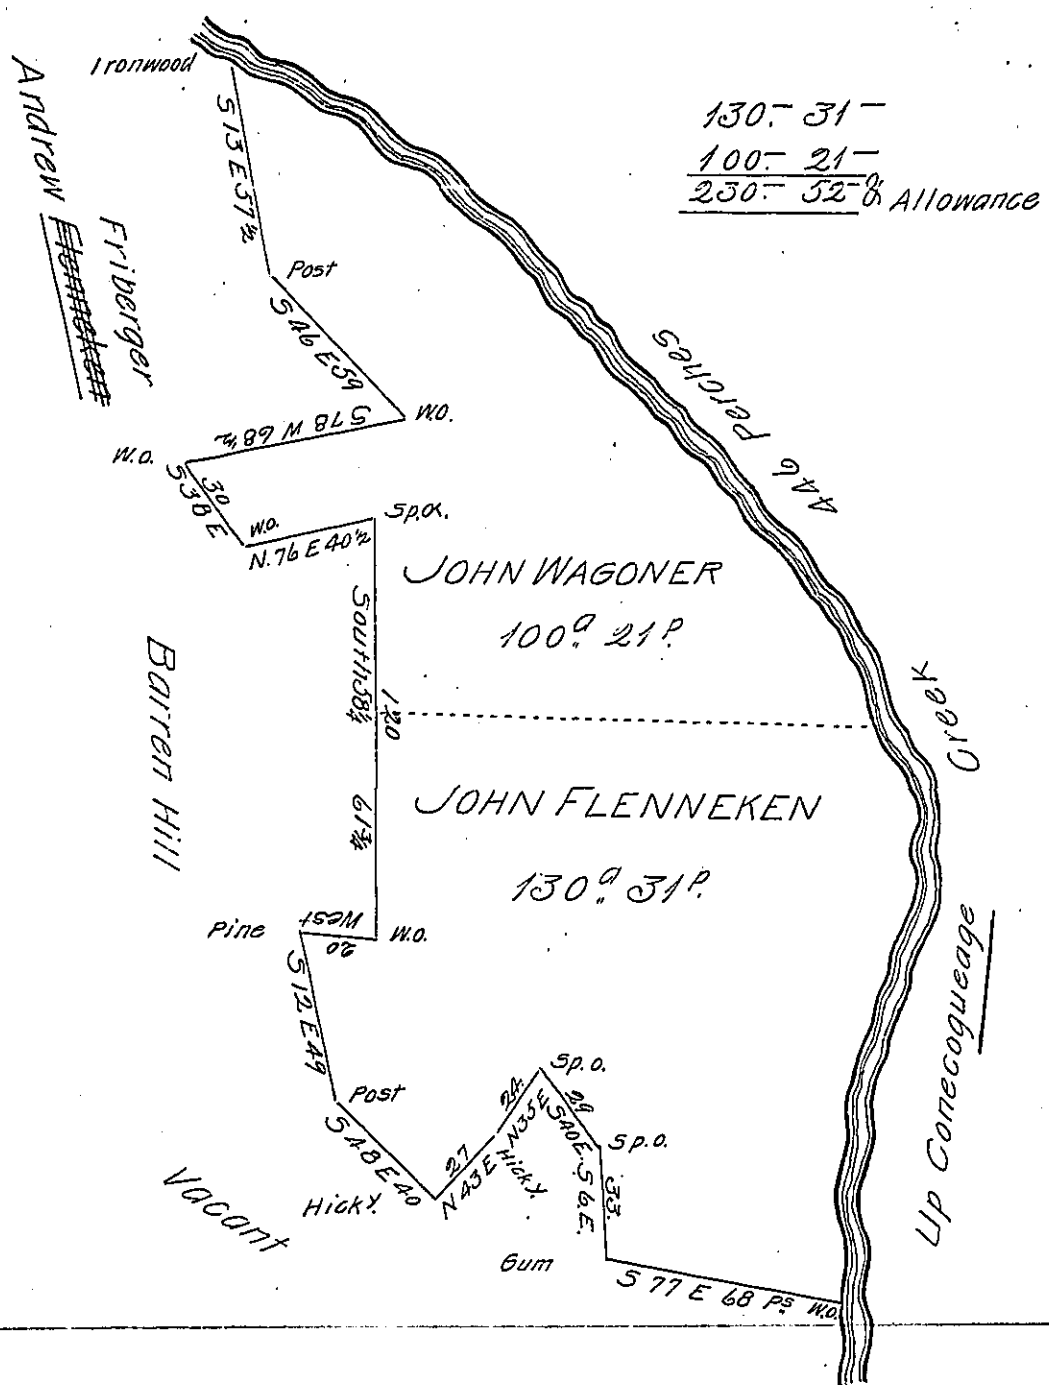 Ironwood
130.- 31-
100- 21-
230- 52- & Allowance
Andrew Flenneken
Friberger
S 13 E 57½
Post
S 46 E 59
446 Perches
W.O.
S 78 W 68½
W.O.
30
S 38 E
W.O.
N. 76 E 40½
Sp. O.
JOHN WAGONER
100a 21P.
South 58¼
120
61¾
Barren Hill
Creek
JOHN FLENNEKEN
130a 31P.
Pine
West
20
W.O.
S 12 E 49
Up Conecoqueage
Post
S 48 E 40
Vacant
Hicky.
27
N 43 E
Hicky.
24
N 35 E
Sp. O.
29
S 40 E
Sp. O.
33
S 6 E.
Gum
S 77 E 68 Ps W.O.